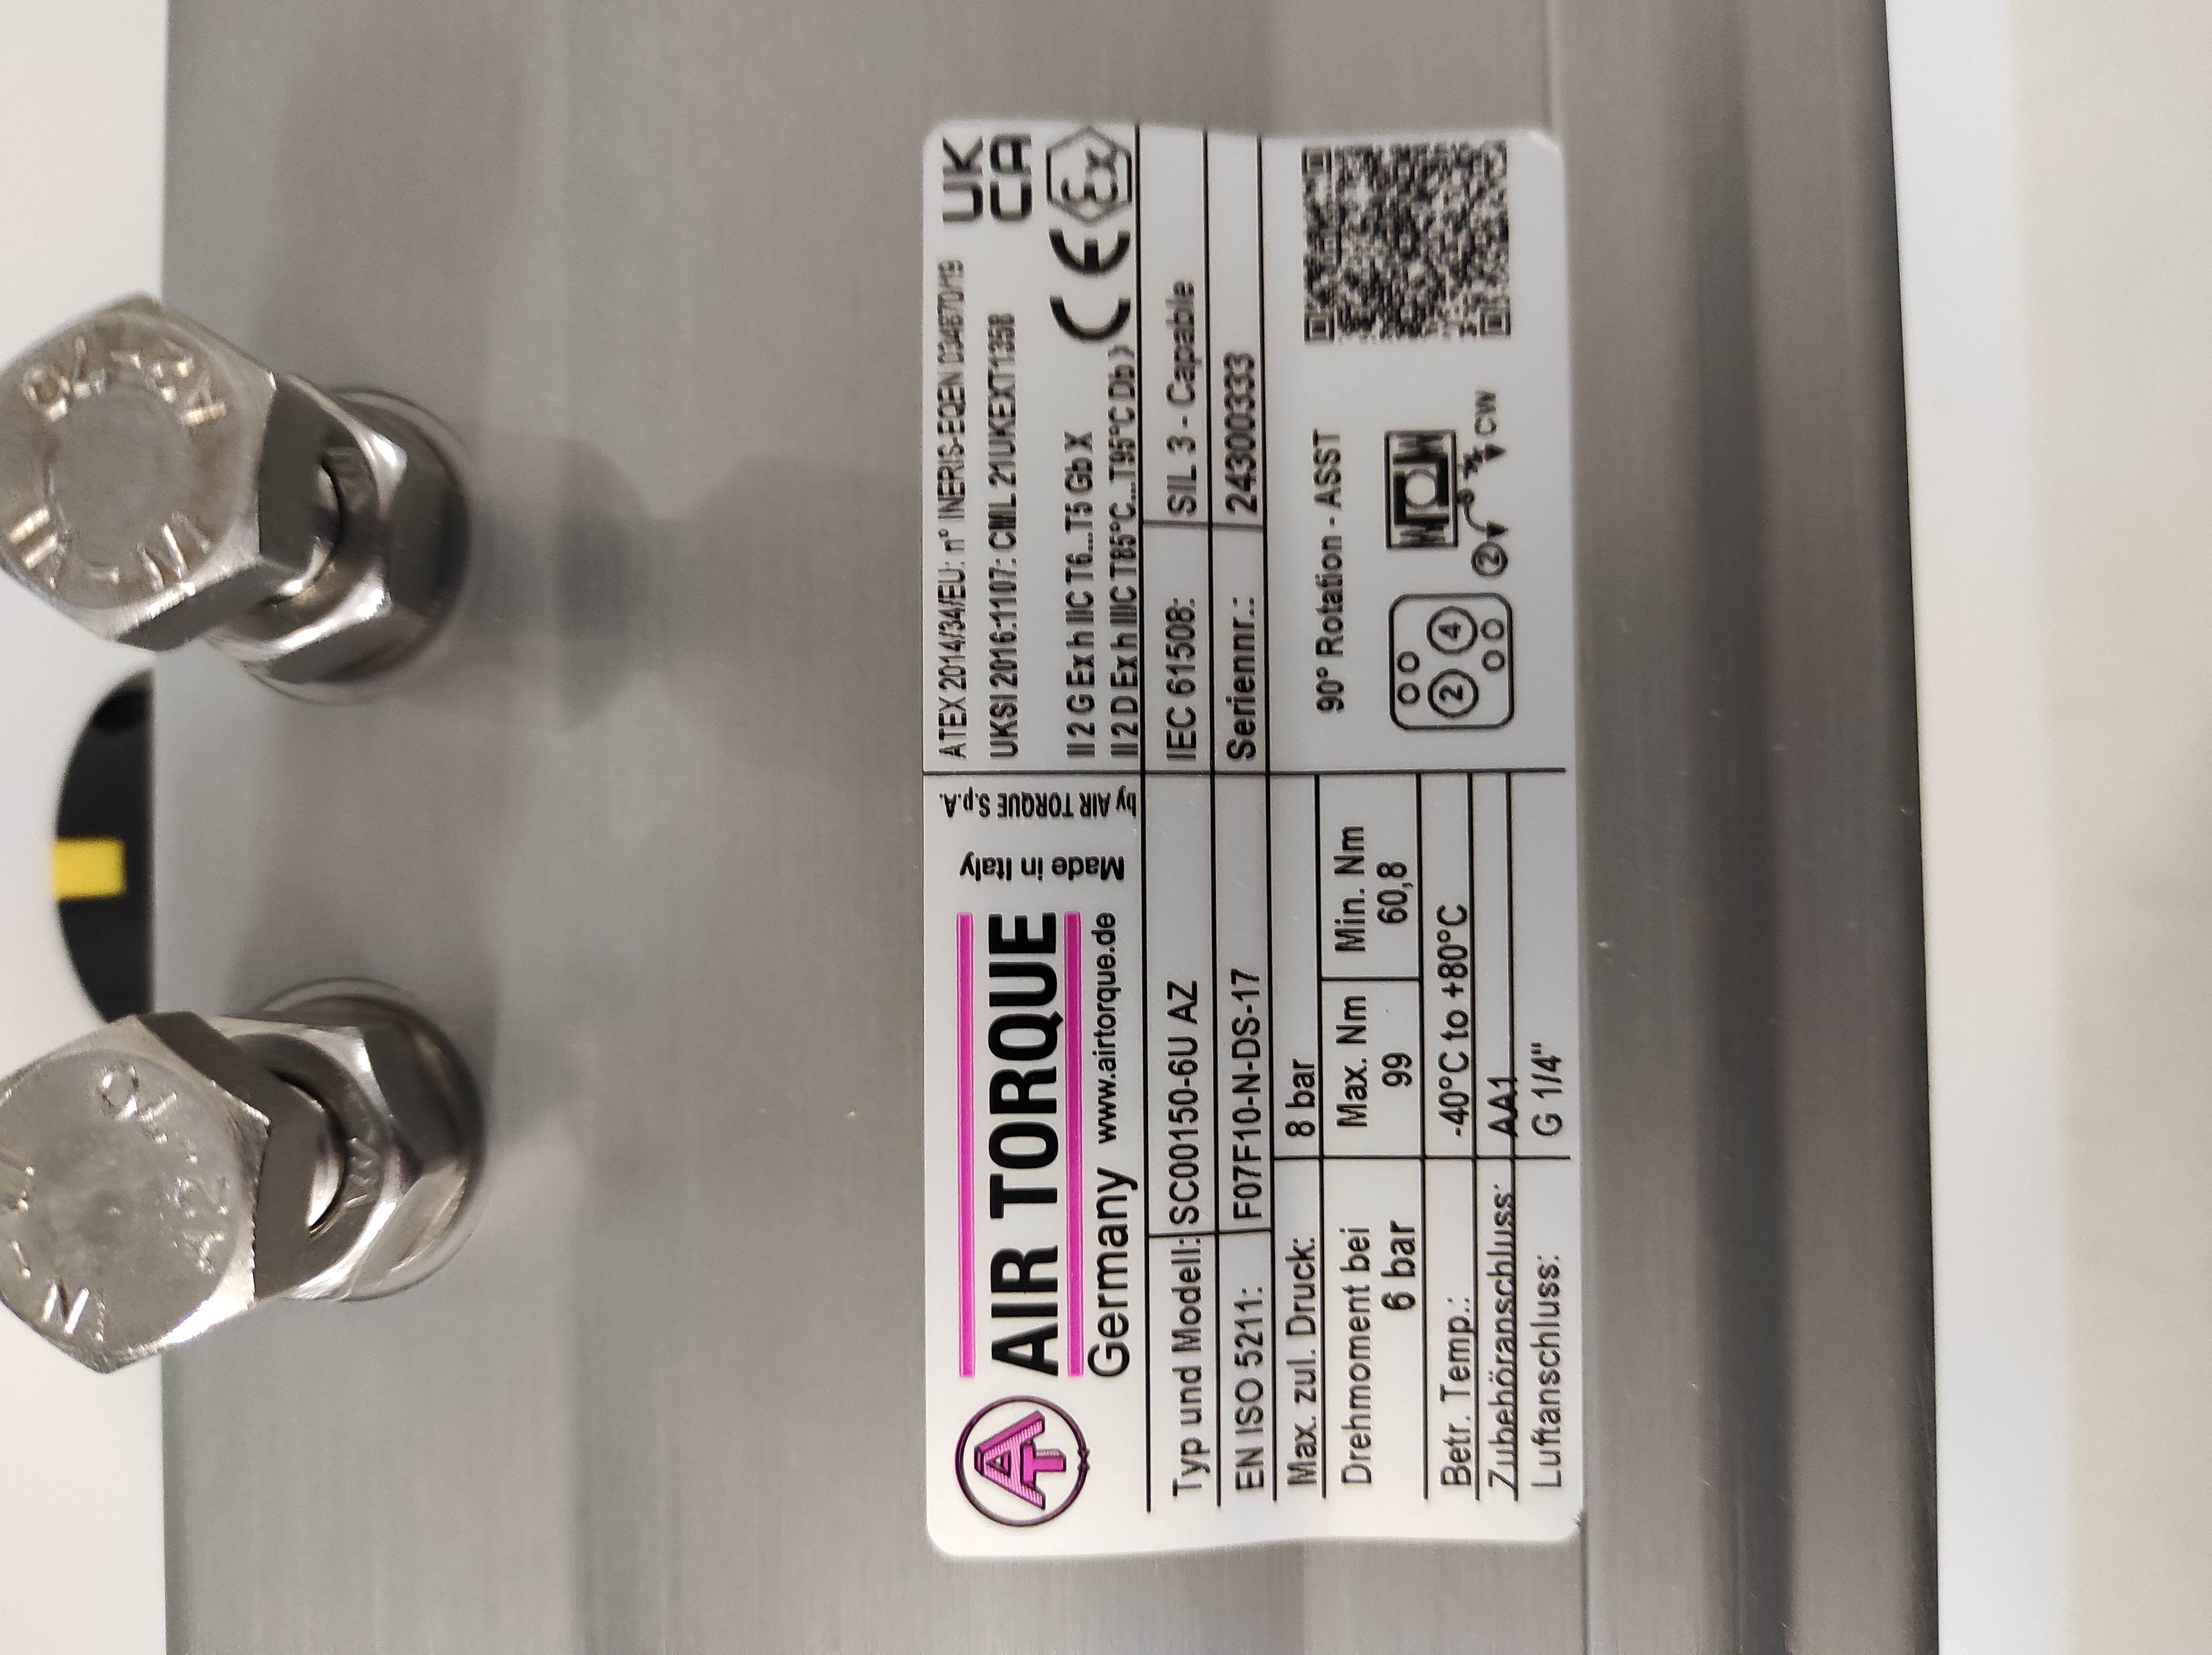 AIR TORQUE
Germany www.airtorque.de
Made in Italy
by AIR TORQUE S.p.A.
ATEX 2014/34/EU: n° INERIS-EQEN 034670/19
UKSI 2016:1107: CML 21UKEXT1358
II 2 G Ex h IIC T6...T5 Gb X
II 2 D Ex h IIIC T85°C...T95°C Db X
UK
CA
CE Ex
Typ und Modell: SC00150-6U AZ
IEC 61508: SIL 3 - Capable
EN ISO 5211: F07F10-N-DS-17
Seriennr.: 24300333
Max. zul. Druck: 8 bar
Drehmoment bei
6 bar
Max. Nm Min. Nm
99 60,8
Betr. Temp.: -40°C to +80°C
Zubehöranschluss: AA1
Luftanschluss: G 1/4"
90° Rotation - ASST
2 4
2 CW